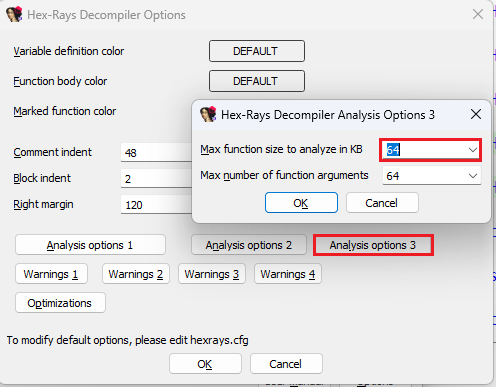 Hex-Rays Decompiler Options
Variable definition color DEFAULT
Function body color DEFAULT
Marked function color
Hex-Rays Decompiler Analysis Options 3
Max function size to analyze in KB 64
Max number of function arguments 64
OK Cancel
Comment indent 48
Block indent 2
Right margin 120
Analysis options 1 Analysis options 2 Analysis options 3
Warnings 1 Warnings 2 Warnings 3 Warnings 4
Optimizations
To modify default options, please edit hexrays.cfg
OK Cancel